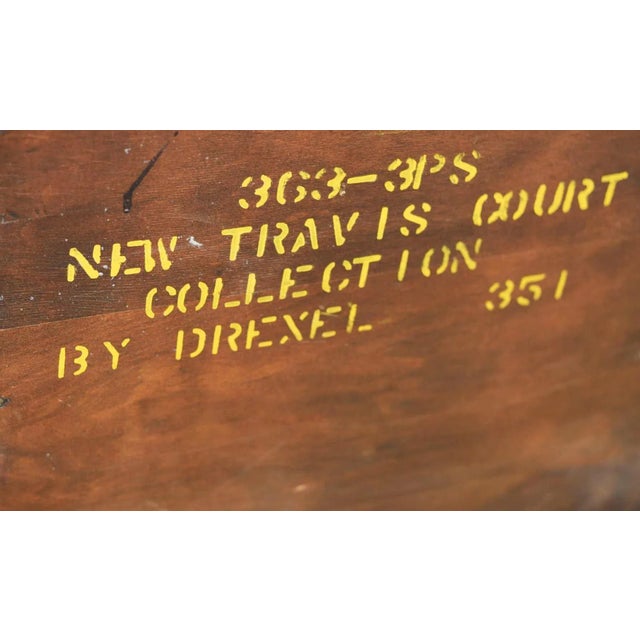 363-3PS
NEW TRAVIS COURT
COLLECTION
BY DREXEL 351